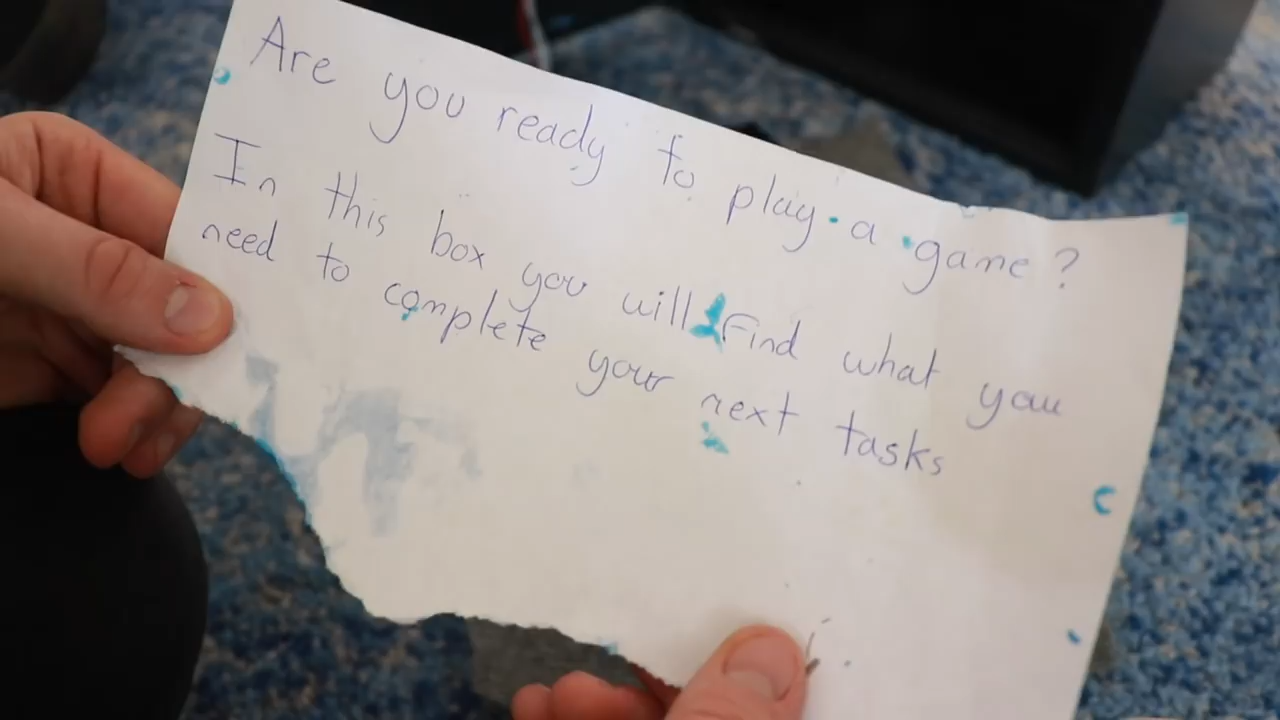 Are you ready to play a game?
In this box you will Find what you
need to complete your next tasks